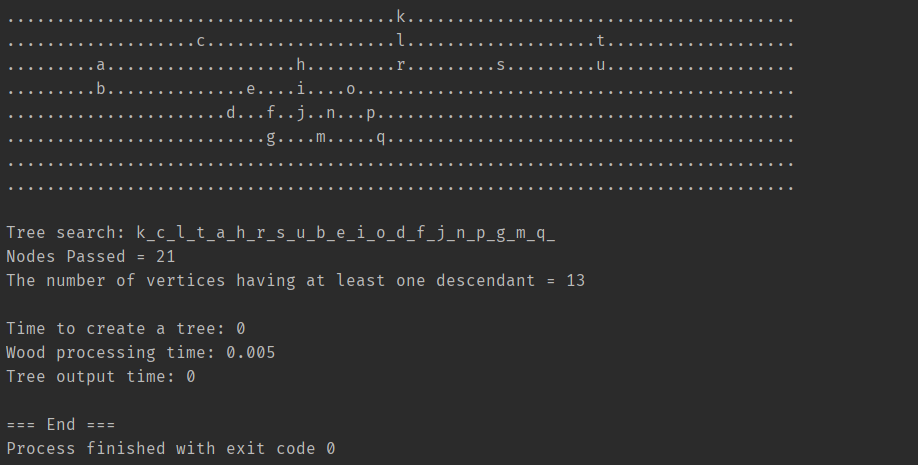 .......................................k.......................................
...................c...................l...................t...................
.........a...................h.........r.........s.........u...................
.........b..............e....i....o............................................
......................d...f..j..n...p..........................................
..........................g....m.....q.........................................
...............................................................................
...............................................................................
Tree search: k_c_l_t_a_h_r_s_u_b_e_i_o_d_f_j_n_p_g_m_q_
Nodes Passed = 21
The number of vertices having at least one descendant = 13
Time to create a tree: 0
Wood processing time: 0.005
Tree output time: 0
=== End ===
Process finished with exit code 0